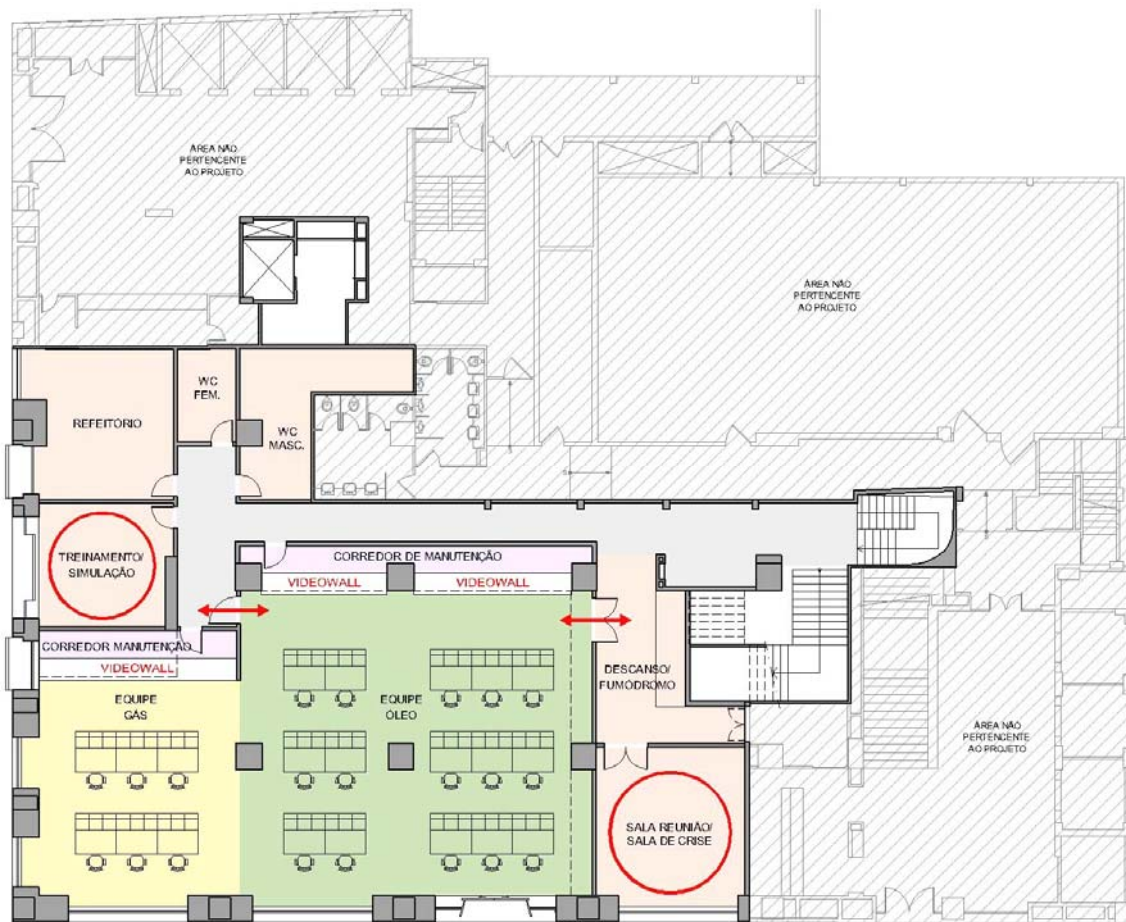 ÁREA NÃO
PERTENCENTE
AO PROJETO
ÁREA NÃO
PERTENCENTE
AO PROJETO
WC
FEM.
REFEITÓRIO
WC
MASC.
TREINAMENTO/
SIMULAÇÃO
CORREDOR DE MANUTENÇÃO
VIDEOWALL
VIDEOWALL
CORREDOR MANUTENÇÃO
VIDEOWALL
DESCANSO/
FUMÓDROMO
EQUIPE
GÁS
EQUIPE
ÓLEO
ÁREA NÃO
PERTENCENTE
AO PROJETO
SALA REUNIÃO/
SALA DE CRISE